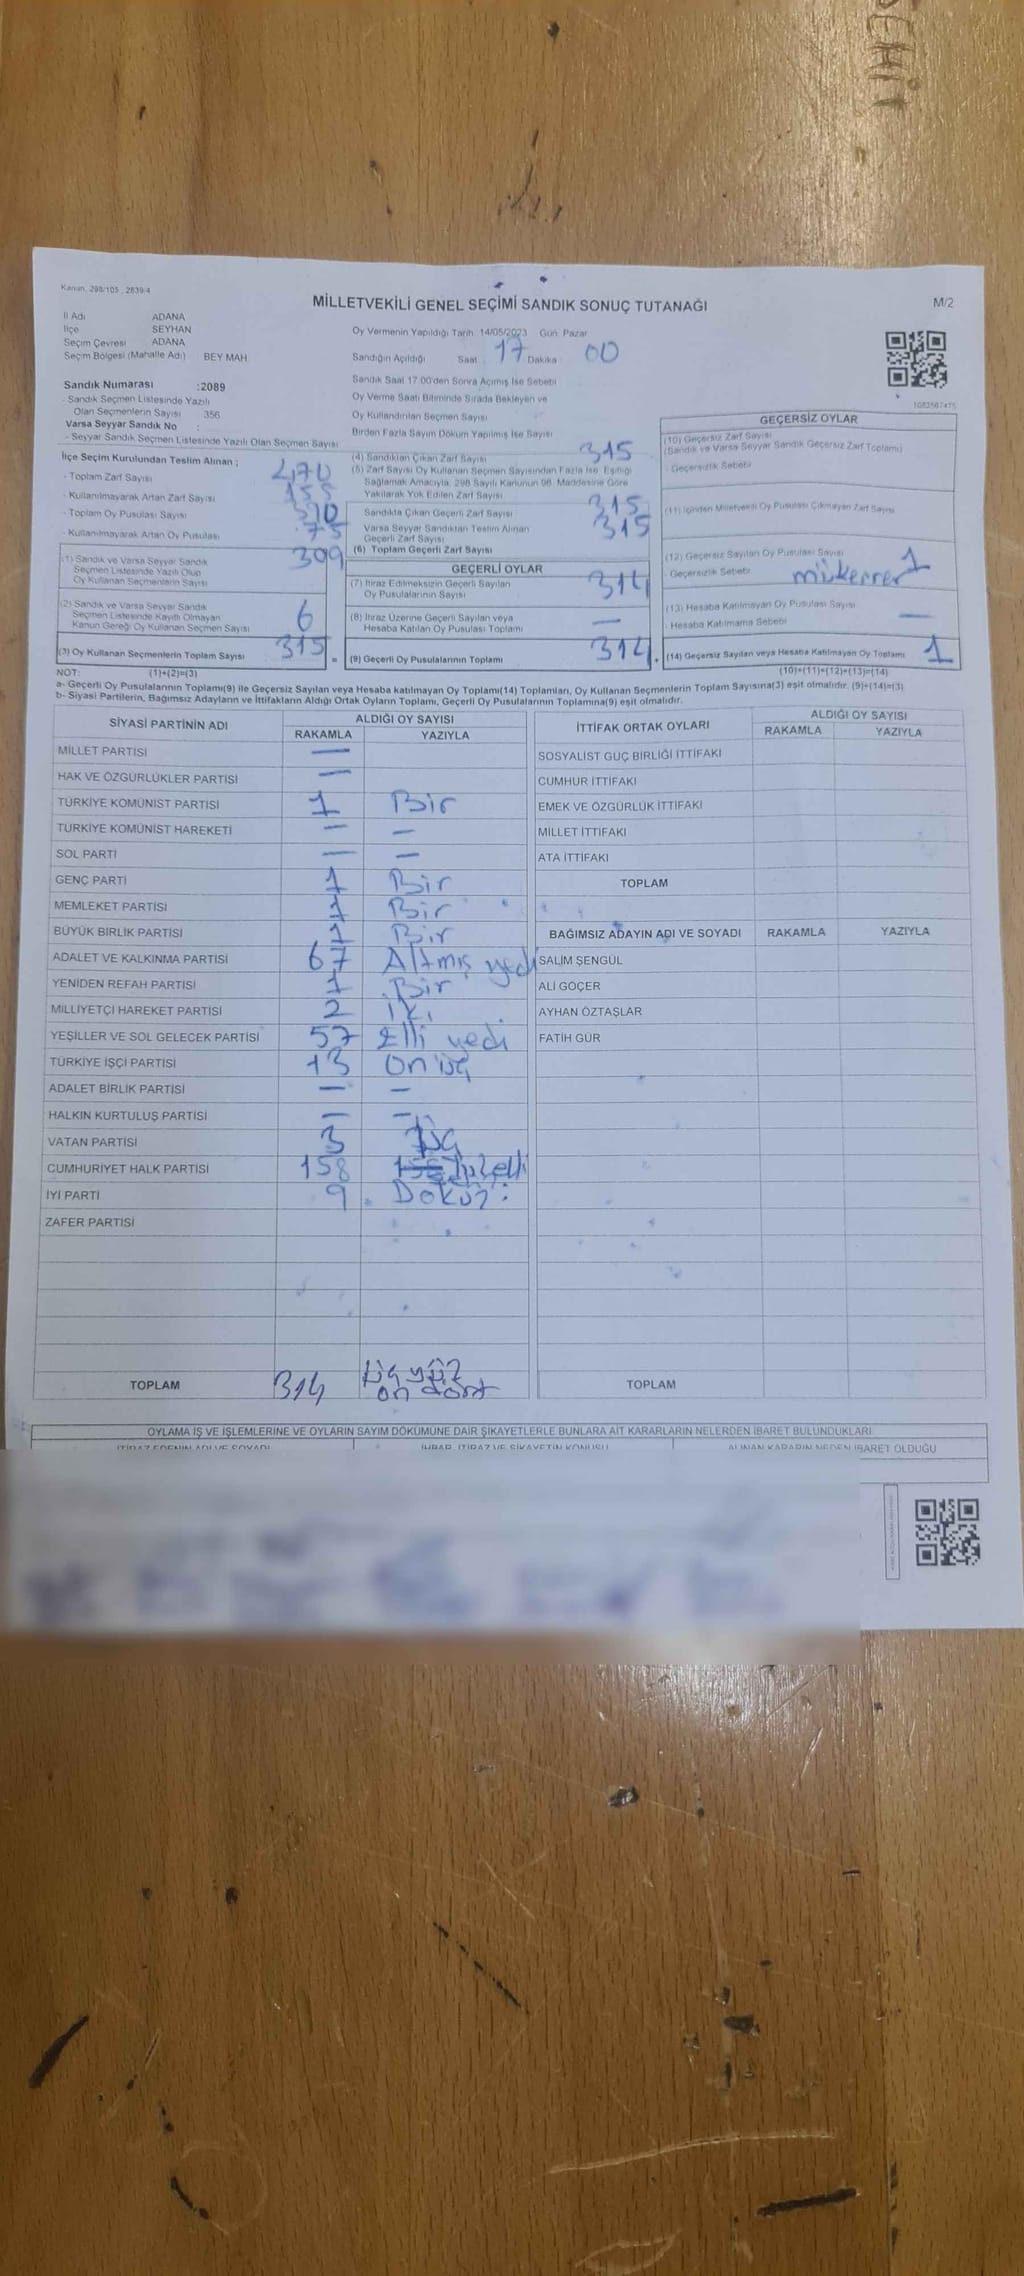 ŞEHİT
Kanun, 298/105 , 2839/4
MİLLETVEKİLİ GENEL SEÇİMİ SANDIK SONUÇ TUTANAĞI
M/2
İl Adı ADANA
İlçe SEYHAN
Seçim Çevresi ADANA
Seçim Bölgesi (Mahalle Adı) BEY MAH.
Sandık Numarası :2089
- Sandık Seçmen Listesinde Yazılı
Olan Seçmenlerin Sayısı 356
Varsa Seyyar Sandık No :
- Seyyar Sandık Seçmen Listesinde Yazılı Olan Seçmen Sayısı
Oy Vermenin Yapıldığı Tarih 14/05/2023 Gün Pazar
Sandığın Açıldığı Saat 17 Dakika 00
Sandık Saat 17.00'den Sonra Açılmış İse Sebebi
Oy Verme Saati Bitiminde Sırada Bekleyen ve
Oy Kullandırılan Seçmen Sayısı
Birden Fazla Sayım Döküm Yapılmış İse Sayısı
İlçe Seçim Kurulundan Teslim Alınan ;
- Toplam Zarf Sayısı 470
- Kullanılmayarak Artan Zarf Sayısı 155
- Toplam Oy Pusulası Sayısı
- Kullanılmayarak Artan Oy Pusulası 75
(1) Sandık ve Varsa Seyyar Sandık 309
Seçmen Listesinde Yazılı Olup
Oy Kullanan Seçmenlerin Sayısı
(2) Sandık ve Varsa Seyyar Sandık
Seçmen Listesinde Kayıtlı Olmayan 6
Kanun Gereği Oy Kullanan Seçmen Sayısı
(3) Oy Kullanan Seçmenlerin Toplam Sayısı 315 =
(4) Sandıktan Çıkan Zarf Sayısı 315
(5) Zarf Sayısı Oy Kullanan Seçmen Sayısından Fazla İse, Eşitliği
Sağlamak Amacıyla, 298 Sayılı Kanunun 98. Maddesine Göre
Yakılarak Yok Edilen Zarf Sayısı
Sandıkta Çıkan Geçerli Zarf Sayısı 315
Varsa Seyyar Sandıktan Teslim Alınan 315
Geçerli Zarf Sayısı
(6) Toplam Geçerli Zarf Sayısı
GEÇERLİ OYLAR
(7) İtiraz Edilmeksizin Geçerli Sayılan 314
Oy Pusulalarının Sayısı
(8) İtiraz Üzerine Geçerli Sayılan veya —
Hesaba Katılan Oy Pusulası Toplamı
(9) Geçerli Oy Pusulalarının Toplamı 314 +
1083567475
GEÇERSİZ OYLAR
(10) Geçersiz Zarf Sayısı
(Sandık ve Varsa Seyyar Sandık Geçersiz Zarf Toplamı)
- Geçersizlik Sebebi
(11) İçinden Milletvekili Oy Pusulası Çıkmayan Zarf Sayısı
(12) Geçersiz Sayılan Oy Pusulası Sayısı 1
- Geçersizlik Sebebi mükerrer
(13) Hesaba Katılmayan Oy Pusulası Sayısı —
- Hesaba Katılmama Sebebi
(14) Geçersiz Sayılan veya Hesaba Katılmayan Oy Toplamı 1
NOT: (1)+(2)=(3)
(10)+(11)+(12)+(13)=(14)
a- Geçerli Oy Pusulalarının Toplamı(9) ile Geçersiz Sayılan veya Hesaba katılmayan Oy Toplamı(14) Toplamları, Oy Kullanan Seçmenlerin Toplam Sayısına(3) eşit olmalıdır. (9)+(14)=(3)
b- Siyasi Partilerin, Bağımsız Adayların ve İttifakların Aldığı Ortak Oyların Toplamı, Geçerli Oy Pusulalarının Toplamına(9) eşit olmalıdır.
SİYASİ PARTİNİN ADI ALDIĞI OY SAYISI
RAKAMLA YAZIYLA
MİLLET PARTİSİ —
HAK VE ÖZGÜRLÜKLER PARTİSİ —
TÜRKİYE KOMÜNİST PARTİSİ 1 Bir
TÜRKİYE KOMÜNİST HAREKETİ — —
SOL PARTİ — —
GENÇ PARTİ 1 Bir
MEMLEKET PARTİSİ 1 Bir
BÜYÜK BİRLİK PARTİSİ 1 Bir
ADALET VE KALKINMA PARTİSİ 67 Altmış yedi
YENİDEN REFAH PARTİSİ 1 Bir
MİLLİYETÇİ HAREKET PARTİSİ 2 iki
YEŞİLLER VE SOL GELECEK PARTİSİ 57 Elli yedi
TÜRKİYE İŞÇİ PARTİSİ 13 On üç
ADALET BİRLİK PARTİSİ — —
HALKIN KURTULUŞ PARTİSİ — —
VATAN PARTİSİ 3 Üç
CUMHURİYET HALK PARTİSİ 158
İYİ PARTİ 9 Dokuz
ZAFER PARTİSİ
TOPLAM 314 Üç yüz
on dört
İTTİFAK ORTAK OYLARI ALDIĞI OY SAYISI
RAKAMLA YAZIYLA
SOSYALİST GÜÇ BİRLİĞİ İTTİFAKI
CUMHUR İTTİFAKI
EMEK VE ÖZGÜRLÜK İTTİFAKI
MİLLET İTTİFAKI
ATA İTTİFAKI
TOPLAM
BAĞIMSIZ ADAYIN ADI VE SOYADI RAKAMLA YAZIYLA
SALİM ŞENGÜL
ALİ GÖÇER
AYHAN ÖZTAŞLAR
FATİH GÜR
TOPLAM
OYLAMA İŞ VE İŞLEMLERİNE VE OYLARIN SAYIM DÖKÜMÜNE DAİR ŞİKAYETLERLE BUNLARA AİT KARARLARIN NELERDEN İBARET BULUNDUKLARI
İTİRAZ EDENİN ADI VE SOYADI İHBAR, İTİRAZ VE ŞİKAYETİN KONUSU ALINAN KARARIN NEDEN İBARET OLDUĞU